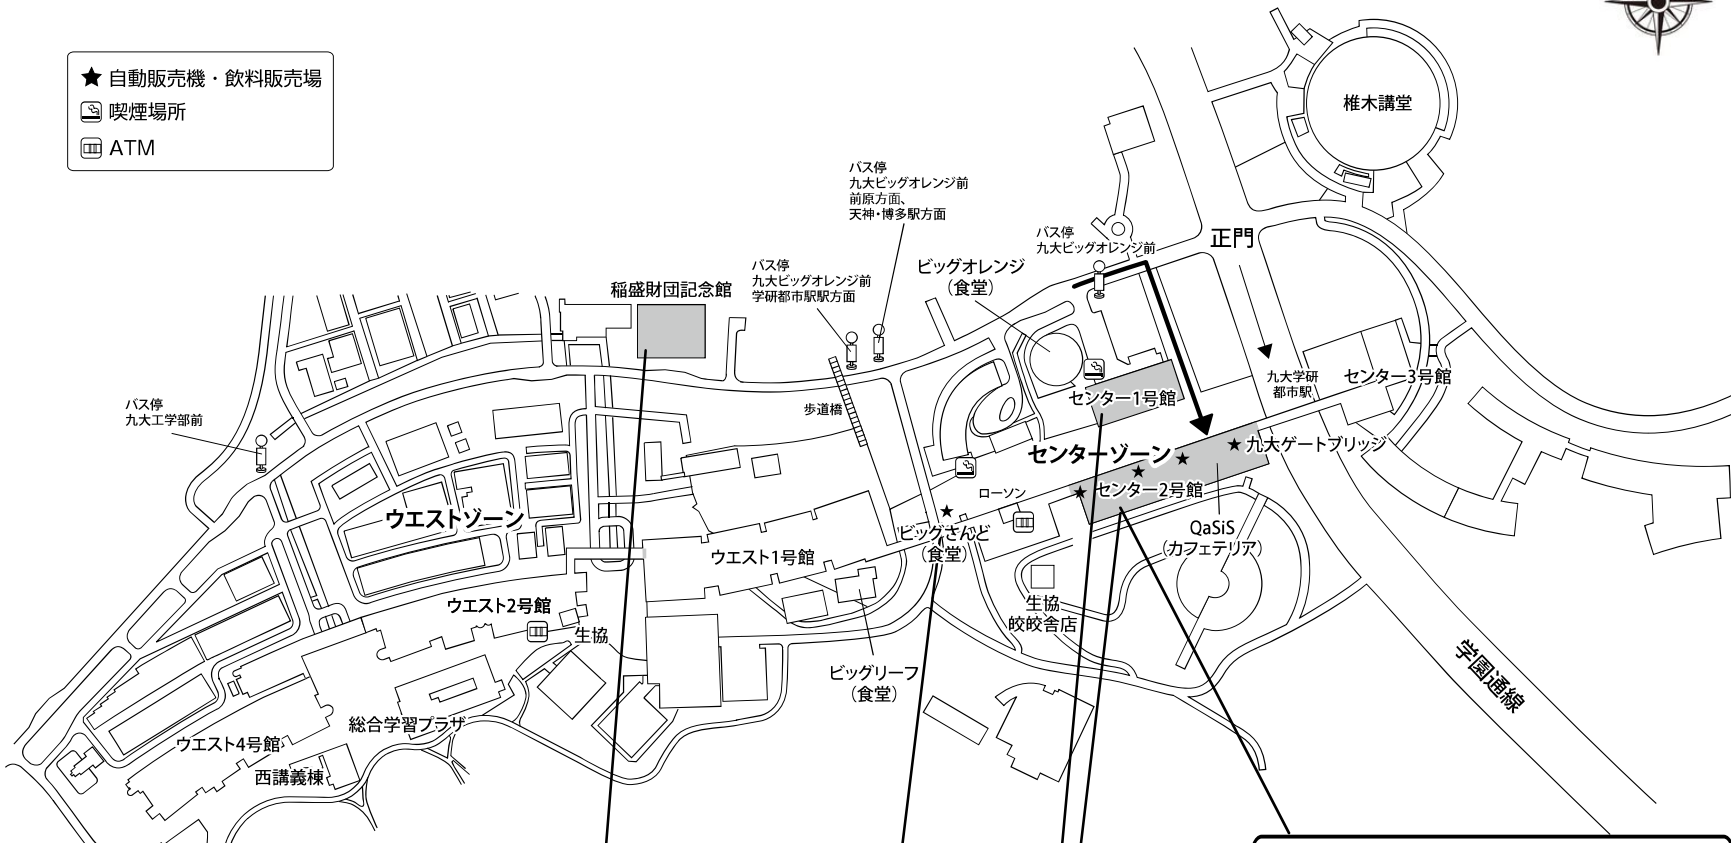 自動販売機・飲料販売場
喫煙場所
ATM
椎木講堂
バス停
九大ビッグオレンジ前
前原方面、
天神・博多駅方面
バス停
九大ビッグオレンジ前
正門
バス停
九大ビッグオレンジ前
学研都市駅駅方面
ビッグオレンジ
(食堂)
稲盛財団記念館
バス停
九大工学部前
歩道橋
九大学研
都市駅
センター3号館
センター1号館
センターゾーン
九大ゲートブリッジ
センター2号館
ローソン
ウエストゾーン
ビッグさんど
(食堂)
QaSiS
(カフェテリア)
ウエスト1号館
ウエスト2号館
生協
生協
皎皎舎店
ビッグリーフ
(食堂)
学園通線
総合学習プラザ
ウエスト4号館
西講義棟